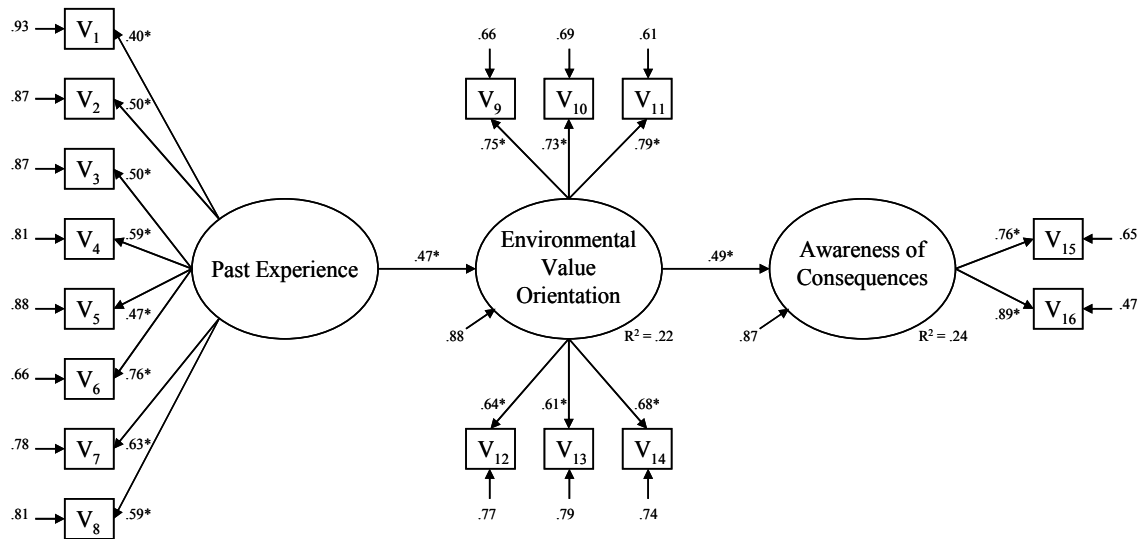 .93
V1
.40*
.87
V2
.50*
.87
V3
.50*
.81
V4
.59*
.88
V5
.47*
.66
V6
.76*
.78
V7
.63*
.81
V8
.59*
Past Experience
.47*
.66
.69
.61
V9
V10
V11
.75*
.73*
.79*
Environmental
Value
Orientation
.88
R2 = .22
.64*
.61*
.68*
V12
V13
V14
.77
.79
.74
.49*
Awareness of
Consequences
.87
R2 = .24
.76*
V15
.65
.89*
V16
.47